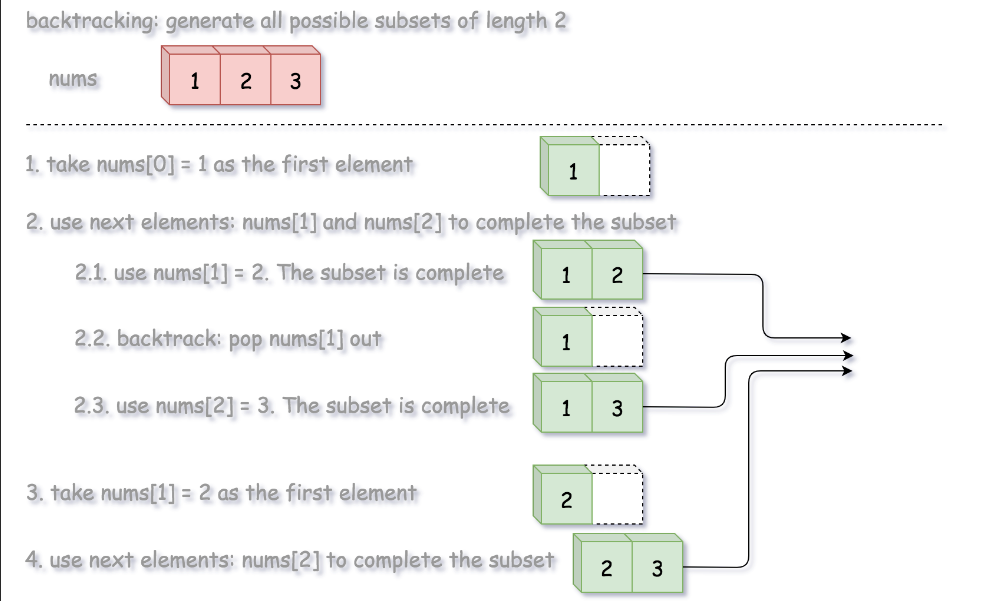 backtracking: generate all possible subsets of length 2
nums 1 2 3
1. take nums[0] = 1 as the first element 1
2. use next elements: nums[1] and nums[2] to complete the subset
2.1. use nums[1] = 2. The subset is complete 1 2
2.2. backtrack: pop nums[1] out 1
2.3. use nums[2] = 3. The subset is complete 1 3
3. take nums[1] = 2 as the first element 2
4. use next elements: nums[2] to complete the subset 2 3